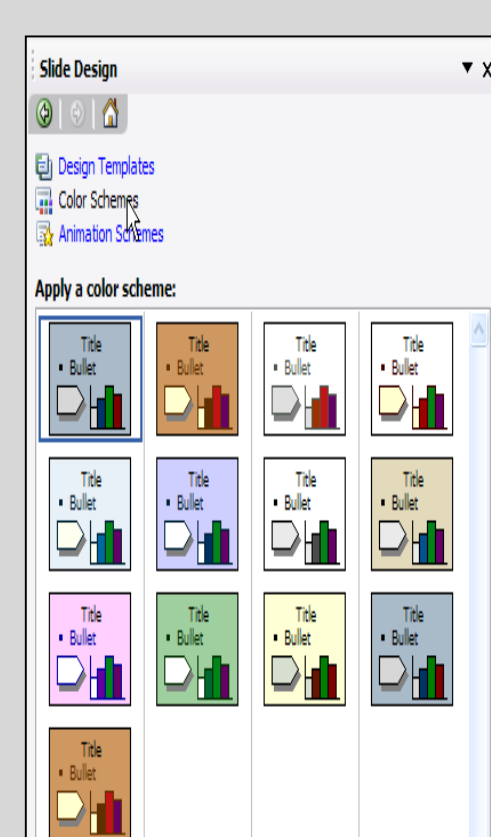 Slide Design
Design Templates
Color Schemes
Animation Schemes
Apply a color scheme:
Title Title Title Title
• Bullet • Bullet • Bullet • Bullet
Title Title Title Title
• Bullet • Bullet • Bullet • Bullet
Title Title Title Title
• Bullet • Bullet • Bullet • Bullet
Title
• Bullet